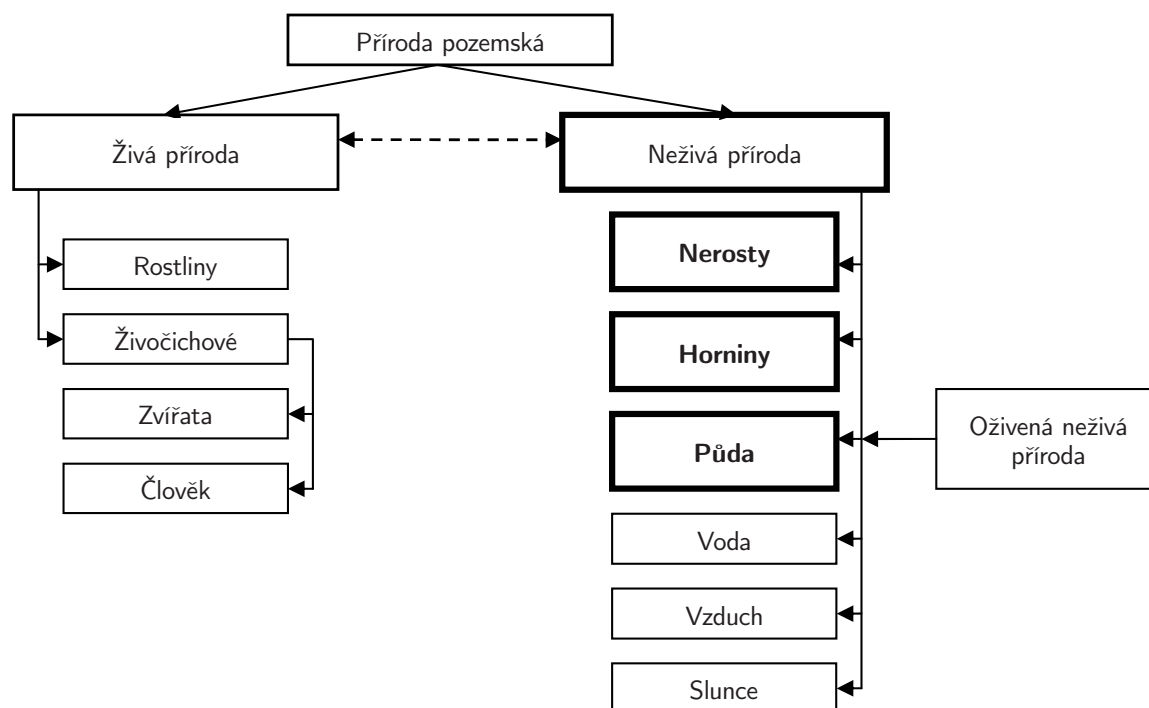 Příroda pozemská
Živá příroda
Neživá příroda
Rostliny
Živočichové
Zvířata
Člověk
Nerosty
Horniny
Půda
Voda
Vzduch
Slunce
Oživená neživá
příroda